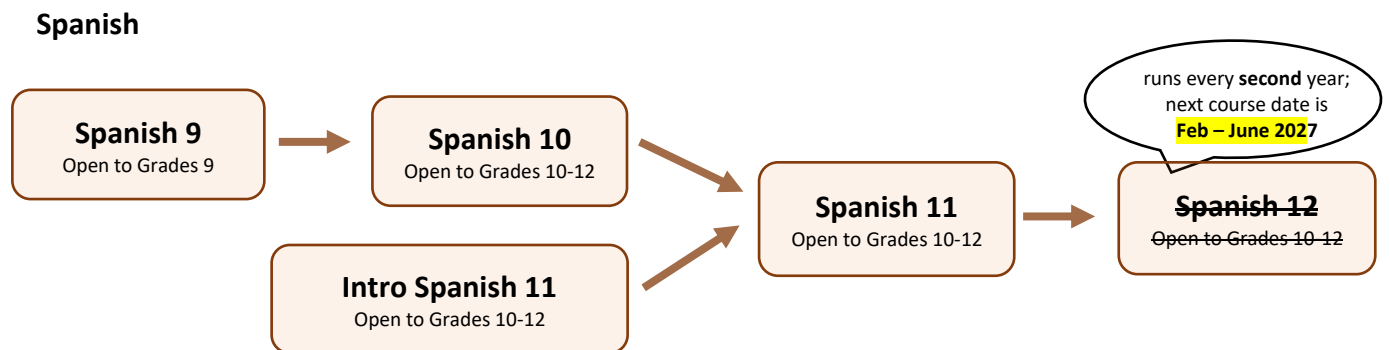 Spanish
runs every second year;
next course date is
Feb – June 2027
Spanish 9
Open to Grades 9
Spanish 10
Open to Grades 10-12
Intro Spanish 11
Open to Grades 10-12
Spanish 11
Open to Grades 10-12
Spanish 12
Open to Grades 10-12